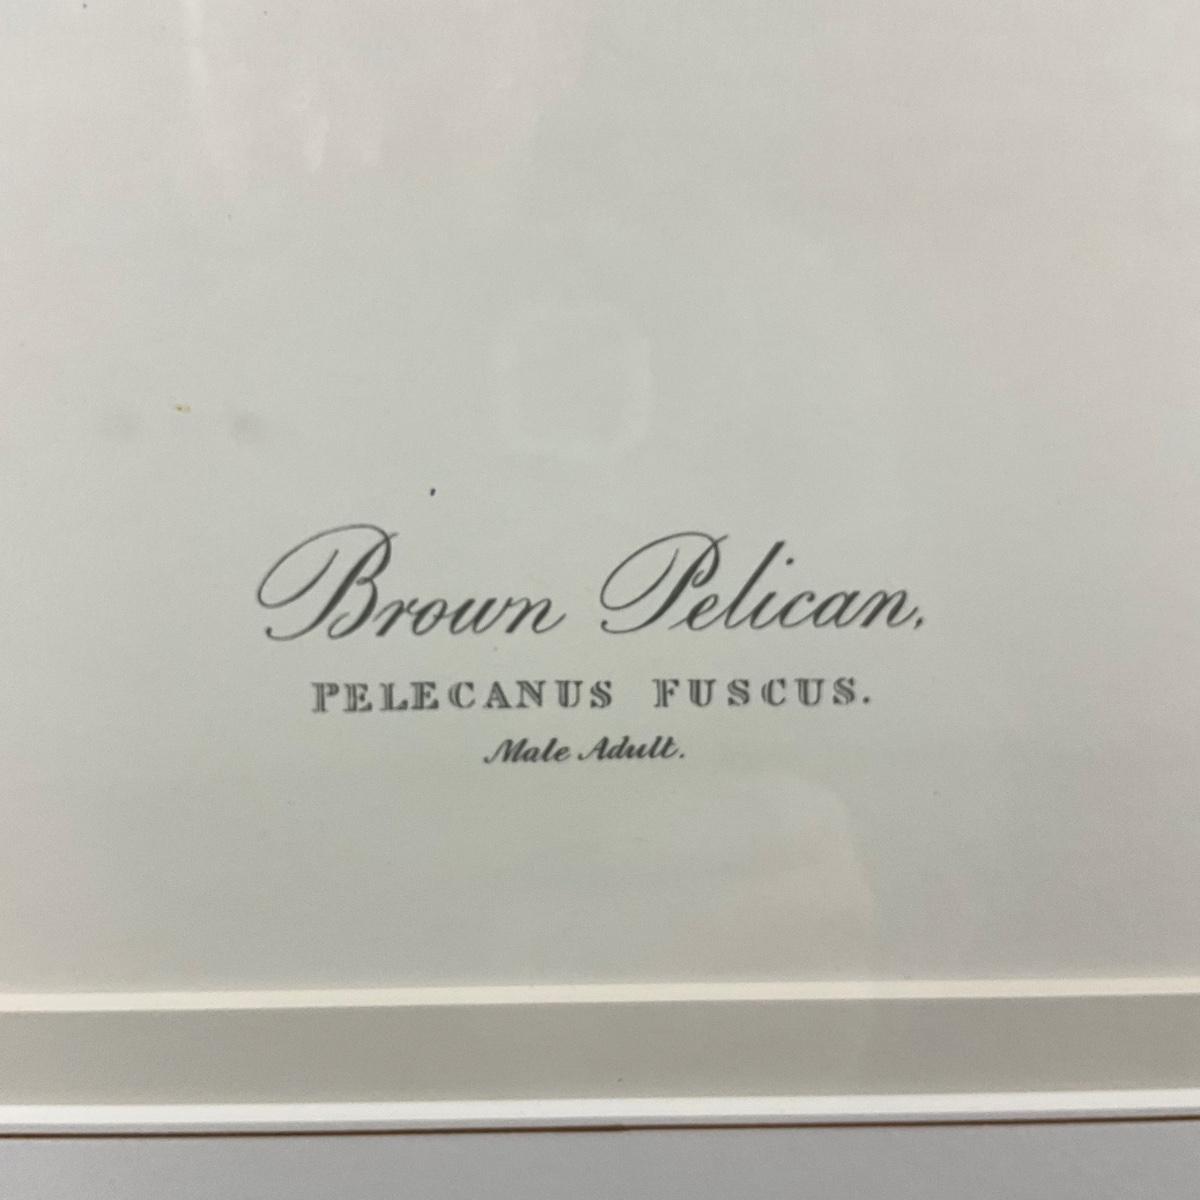 Brown Pelican,
PELECANUS FUSCUS.
Male Adult.